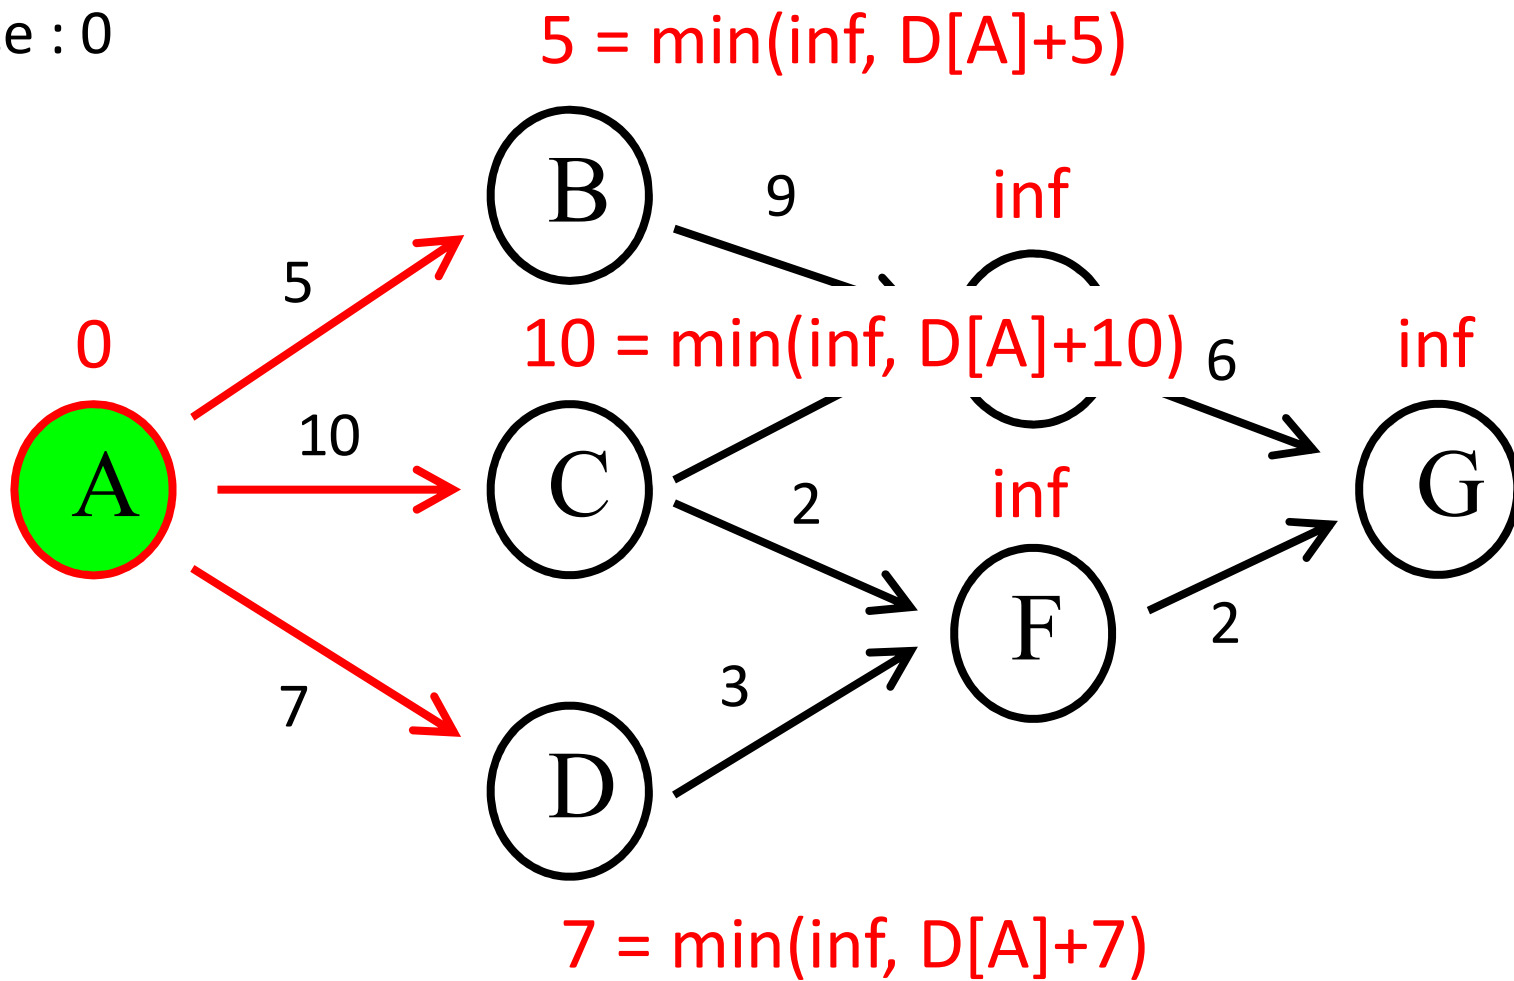 e : 0
5 = min(inf, D[A]+5)
B
9
inf
5
0
10 = min(inf, D[A]+10)
6
inf
10
A
C
2
inf
G
F
2
7
3
D
7 = min(inf, D[A]+7)